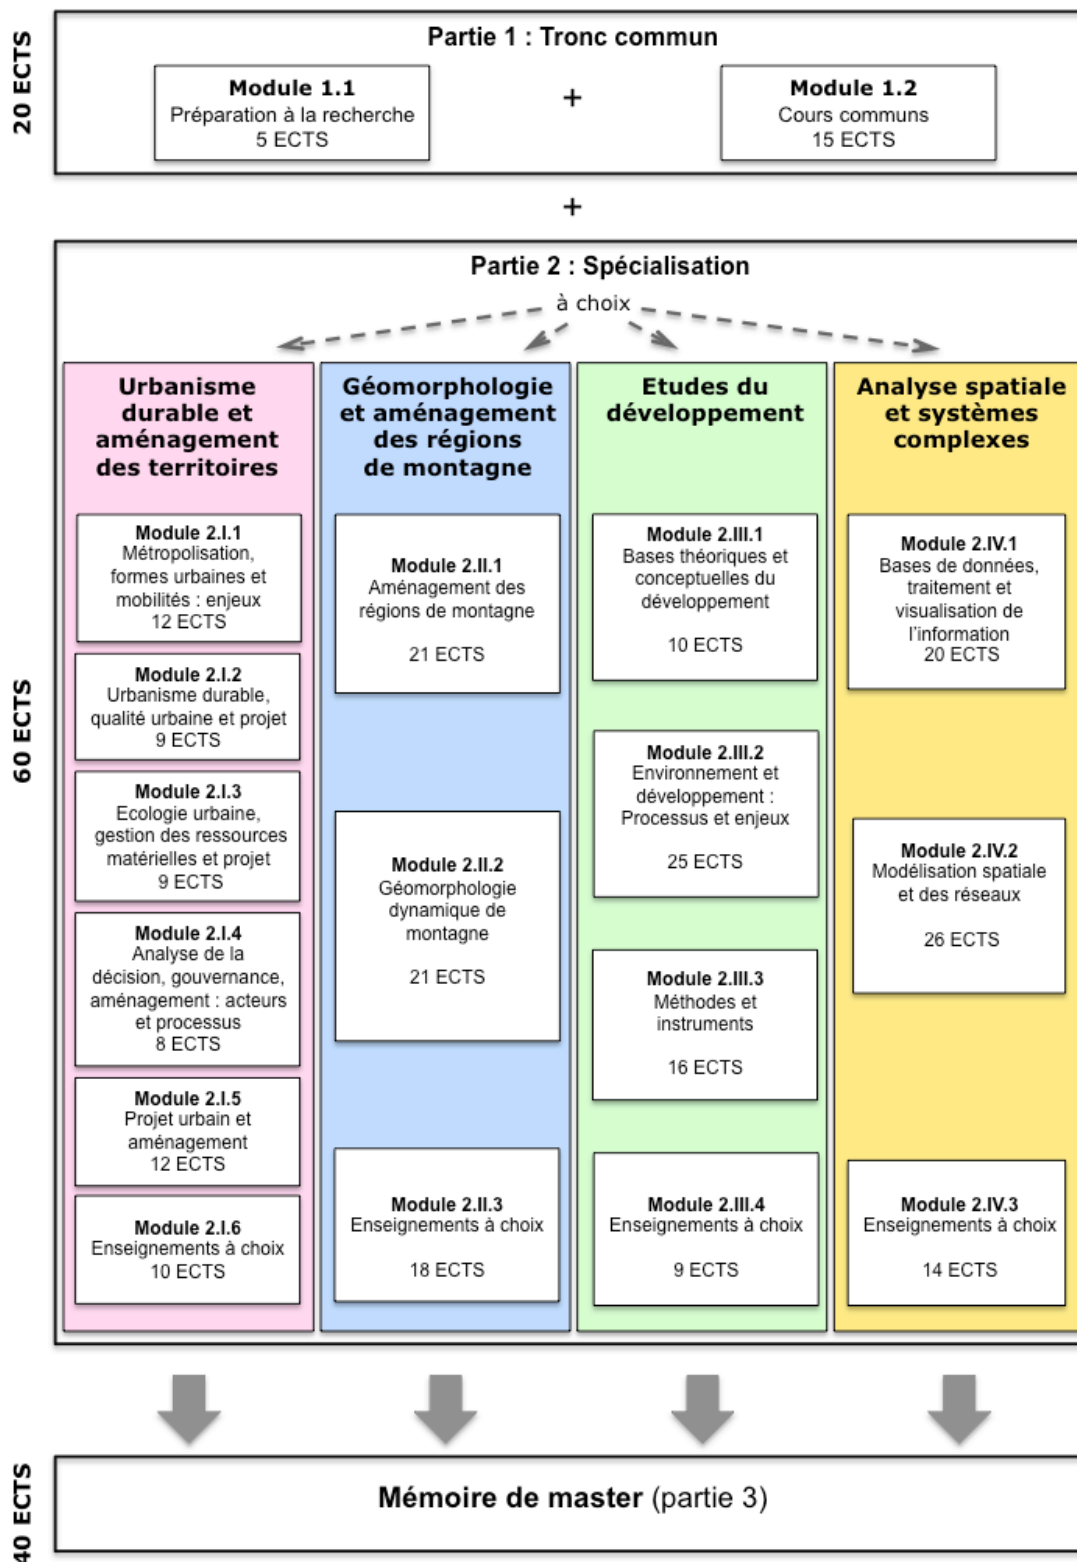 20 ECTS
Partie 1 : Tronc commun
Module 1.1
Préparation à la recherche
5 ECTS
+
Module 1.2
Cours communs
15 ECTS
+
60 ECTS
Partie 2 : Spécialisation
à choix
Urbanisme
durable et
aménagement
des territoires
Module 2.I.1
Métropolisation,
formes urbaines et
mobilités : enjeux
12 ECTS
Module 2.I.2
Urbanisme durable,
qualité urbaine et projet
9 ECTS
Module 2.I.3
Ecologie urbaine,
gestion des ressources
matérielles et projet
9 ECTS
Module 2.I.4
Analyse de la
décision, gouvernance,
aménagement : acteurs
et processus
8 ECTS
Module 2.I.5
Projet urbain et
aménagement
12 ECTS
Module 2.I.6
Enseignements à choix
10 ECTS
Géomorphologie
et aménagement
des régions
de montagne
Module 2.II.1
Aménagement des
régions de montagne
21 ECTS
Module 2.II.2
Géomorphologie
dynamique de
montagne
21 ECTS
Module 2.II.3
Enseignements à choix
18 ECTS
Etudes du
développement
Module 2.III.1
Bases théoriques et
conceptuelles du
développement
10 ECTS
Module 2.III.2
Environnement et
développement :
Processus et enjeux
25 ECTS
Module 2.III.3
Méthodes et
instruments
16 ECTS
Module 2.III.4
Enseignements à choix
9 ECTS
Analyse spatiale
et systèmes
complexes
Module 2.IV.1
Bases de données,
traitement et
visualisation de
l'information
20 ECTS
Module 2.IV.2
Modélisation spatiale
et des réseaux
26 ECTS
Module 2.IV.3
Enseignements à choix
14 ECTS
40 ECTS
Mémoire de master (partie 3)